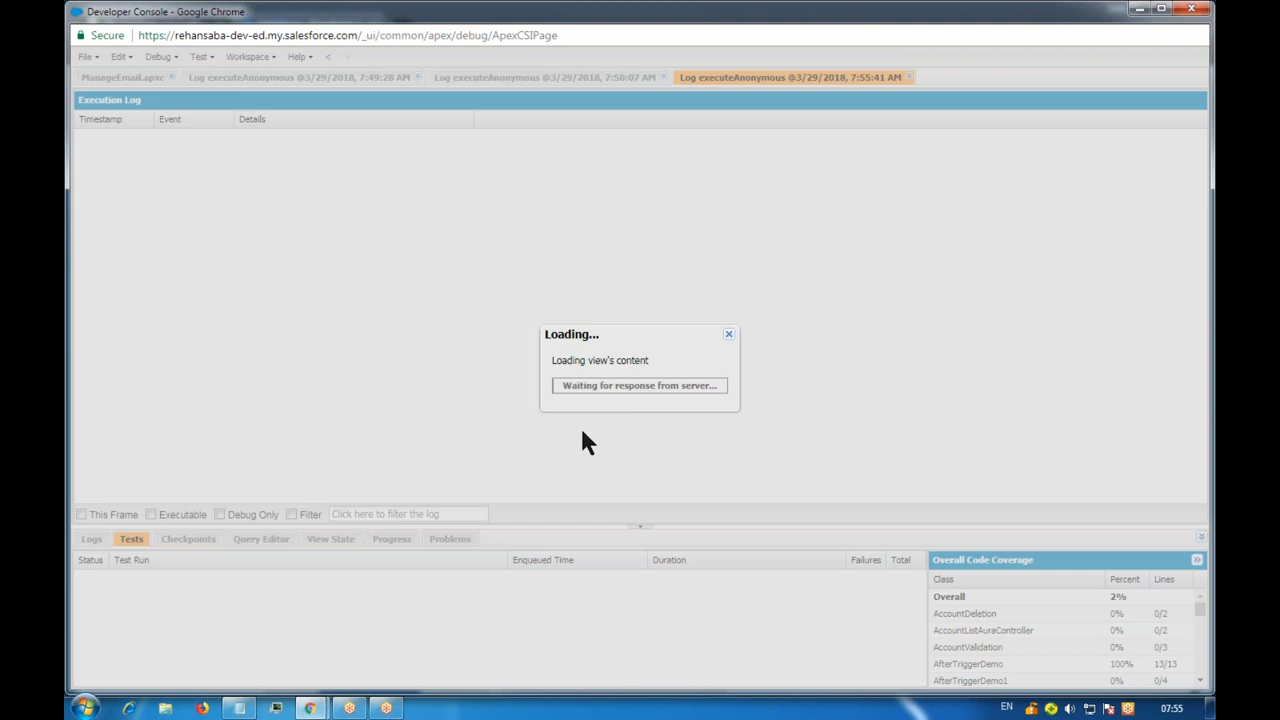 Developer Console - Google Chrome
Secure https://rehansaba-dev-ed.my.salesforce.com/_ui/common/apex/debug/ApexCSIPage
File Edit Debug Test Workspace Help < >
ManageEmail.apxc Log executeAnonymous @3/29/2018, 7:49:28 AM Log executeAnonymous @3/29/2018, 7:50:07 AM Log executeAnonymous @3/29/2018, 7:55:41 AM
Execution Log
Timestamp Event Details
Loading...
Loading view's content
Waiting for response from server...
This Frame Executable Debug Only Filter Click here to filter the log
Logs Tests Checkpoints Query Editor View State Progress Problems
Status Test Run Enqueued Time Duration Failures Total
Overall Code Coverage
Class Percent Lines
Overall 2%
AccountDeletion 0% 0/2
AccountListAuraController 0% 0/2
AccountValidation 0% 0/3
AfterTriggerDemo 100% 13/13
AfterTriggerDemo1 0% 0/4
EN 07:55